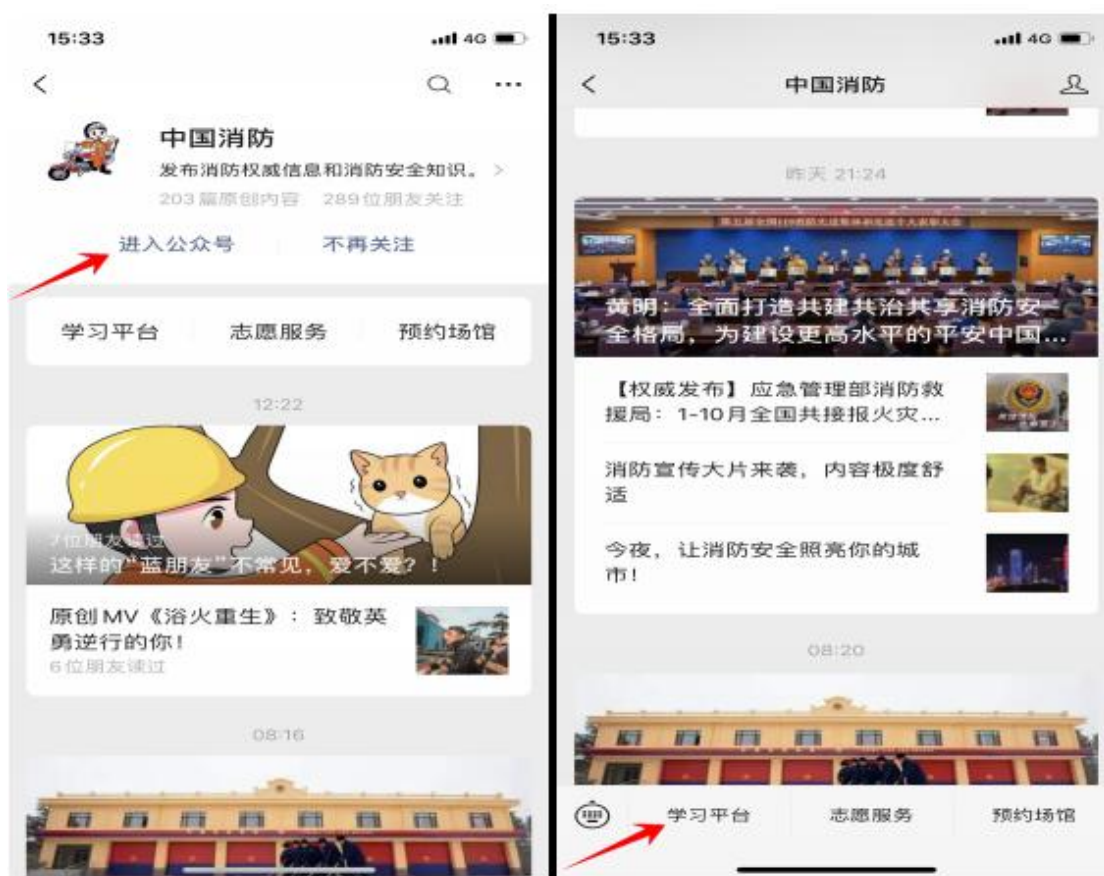 15:33
4G
中国消防
发布消防权威信息和消防安全知识。
203篇原创内容 289位朋友关注
进入公众号 不再关注
学习平台 志愿服务 预约场馆
12:22
7位朋友读过
这样的“蓝朋友”不常见，爱不爱？！
原创MV《浴火重生》：致敬英
勇逆行的你！
6位朋友读过
08:16
15:33
4G
中国消防
昨天 21:24
黄明：全面打造共建共治共享消防安
全格局，为建设更高水平的平安中国...
【权威发布】应急管理部消防救
援局：1-10月全国共接报火灾...
消防宣传大片来袭，内容极度舒
适
今夜，让消防安全照亮你的城
市！
08:20
学习平台 志愿服务 预约场馆